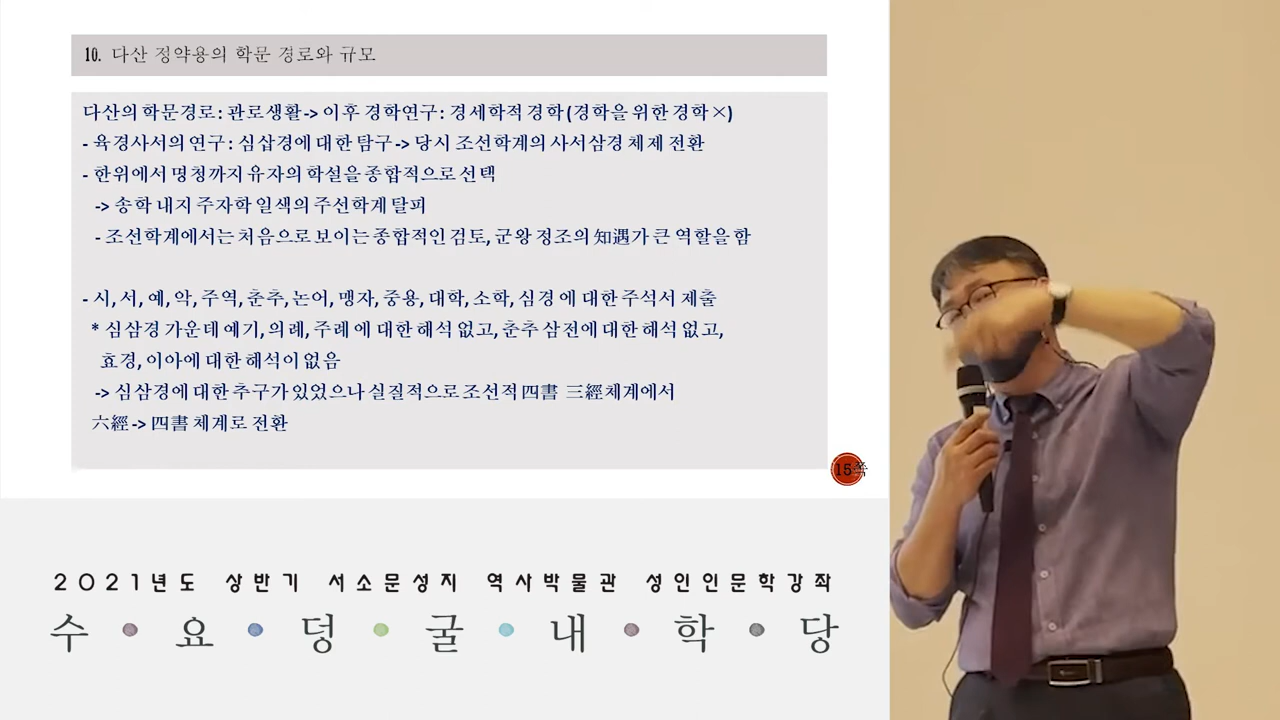 10. 다산 정약용의 학문 경로와 규모
다산의 학문경로 : 관로생활-> 이후 경학연구 : 경세학적 경학 (경학을 위한 경학×)
- 육경사서의 연구 : 심삽경에 대한 탐구-> 당시 조선학계의 사서삼경 체제 전환
- 한위에서 명청까지 유자의 학설을 종합적으로 선택
-> 송학 내지 주자학 일색의 주선학계 탈피
- 조선학계에서는 처음으로 보이는 종합적인 검토, 군왕 정조의 知遇가 큰 역할을 함
- 시, 서, 예, 악, 주역, 춘추, 논어, 맹자, 중용, 대학, 소학, 심경 에 대한 주석서 제출
* 심삼경 가운데 예기, 의례, 주례에 대한 해석 없고, 춘추 삼전에 대한 해석 없고,
효경, 이아에 대한 해석이 없음
-> 심삼경에 대한 추구가 있었으나 실질적으로 조선적 四書 三經체계에서
六經-> 四書 체계로 전환
15쪽
2021년도 상반기 서소문성지 역사박물관 성인인문학강좌
수•요•덩•굴•내•학•당